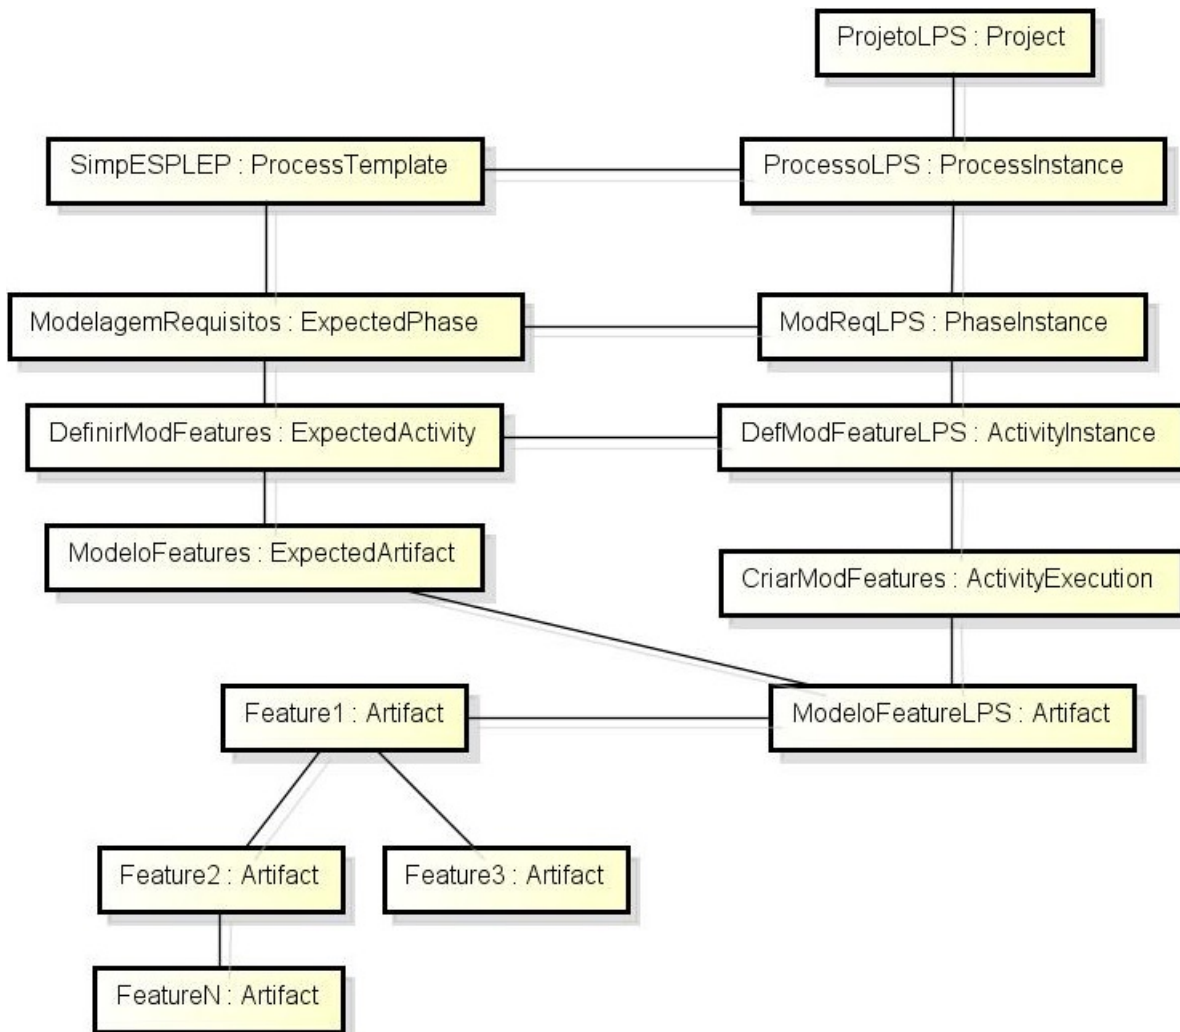 ProjetoLPS : Project
SimpESPLEP : ProcessTemplate
ProcessoLPS : ProcessInstance
ModelagemRequisitos : ExpectedPhase
ModReqLPS : PhaseInstance
DefinirModFeatures : ExpectedActivity
DefModFeatureLPS : ActivityInstance
ModeloFeatures : ExpectedArtifact
CriarModFeatures : ActivityExecution
Feature1 : Artifact
ModeloFeatureLPS : Artifact
Feature2 : Artifact
Feature3 : Artifact
FeatureN : Artifact